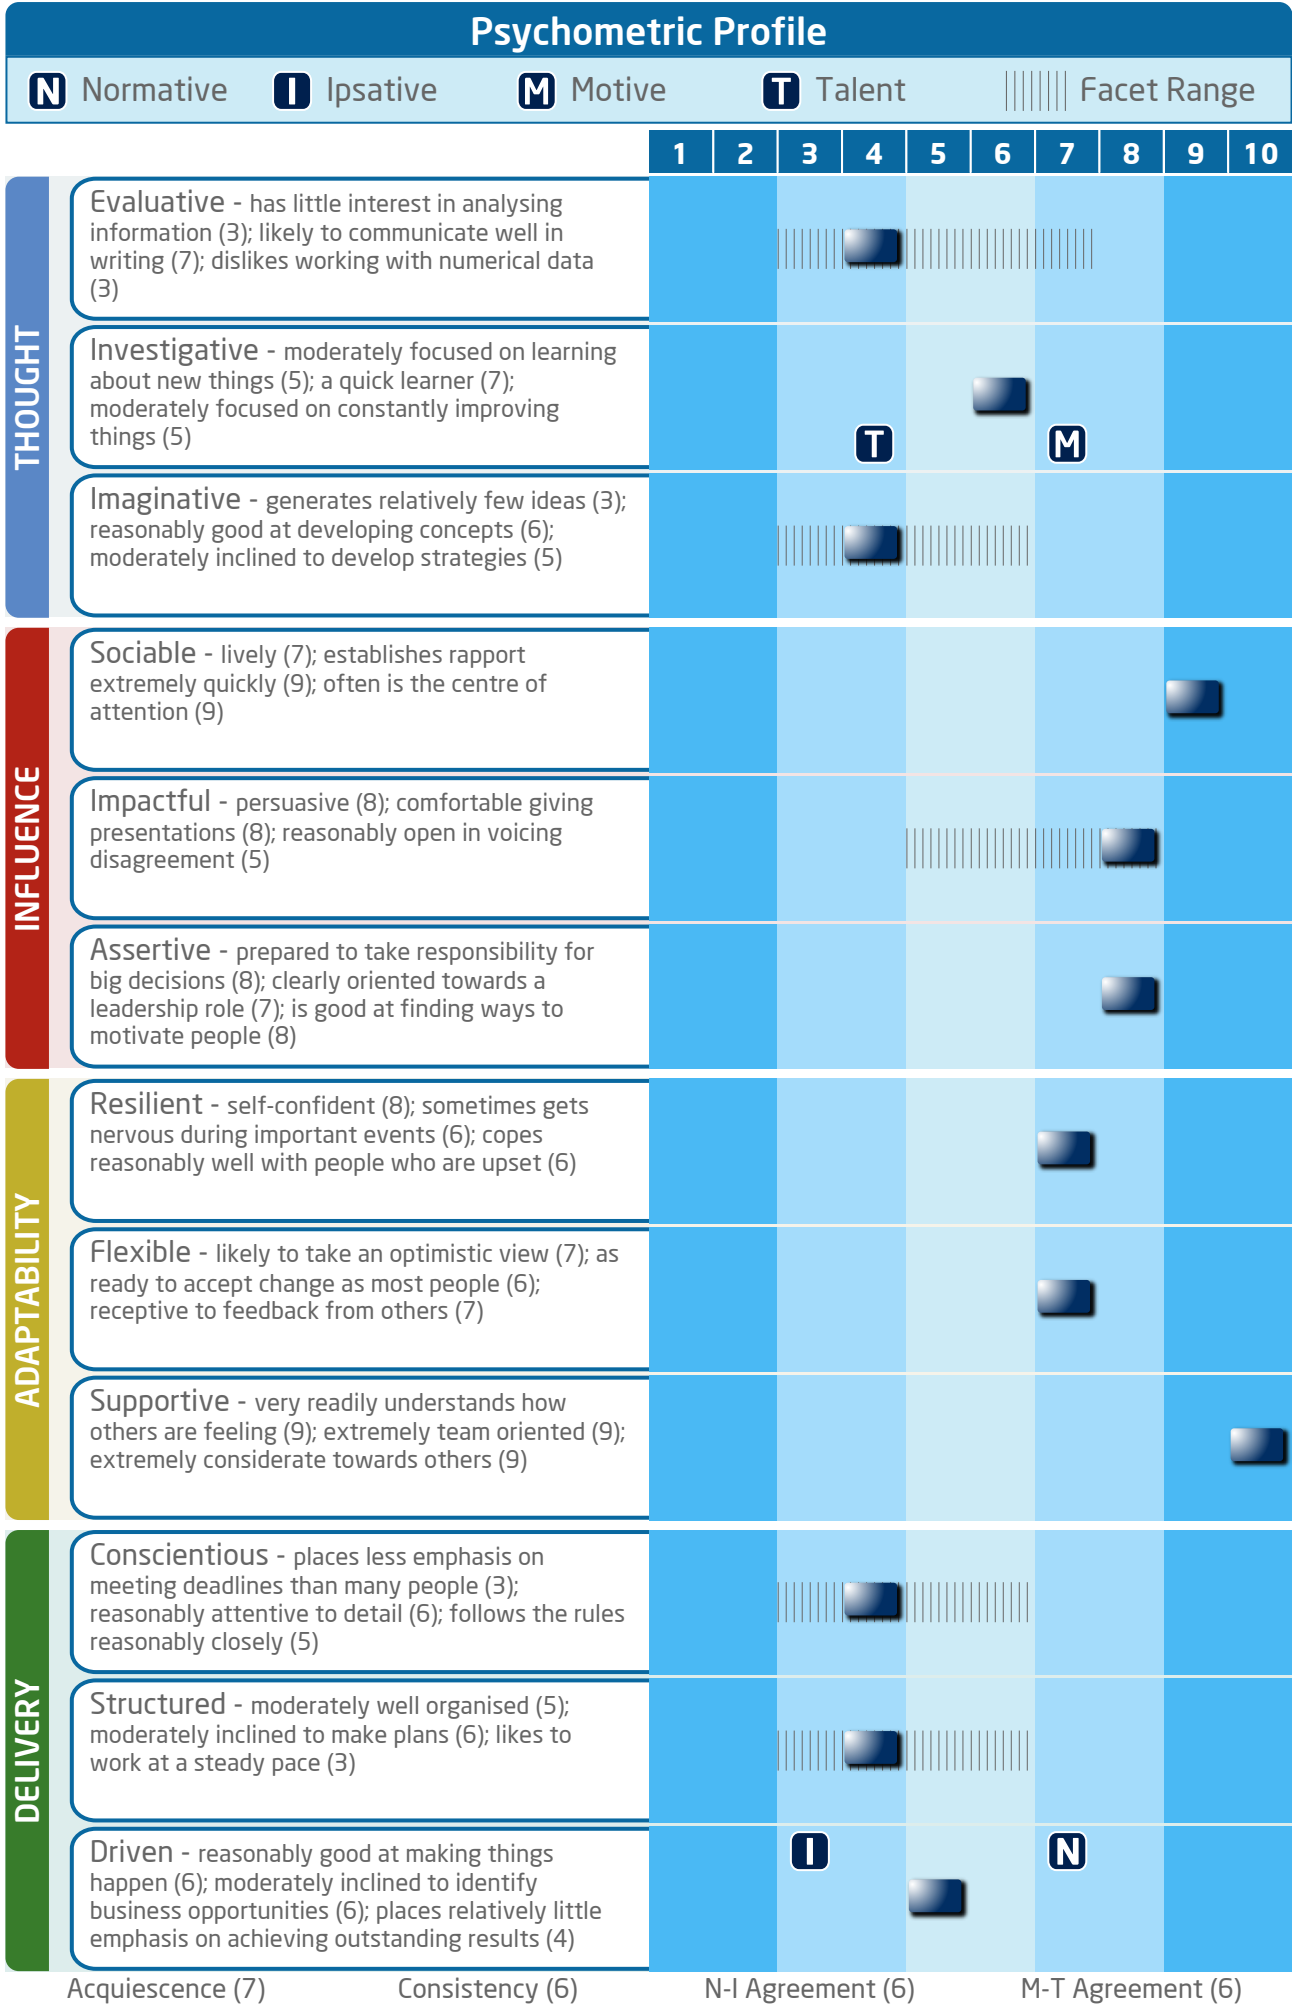 Psychometric Profile
N Normative I Ipsative M Motive T Talent Facet Range
1 2 3 4 5 6 7 8 9 10
THOUGHT
Evaluative - has little interest in analysing
information (3); likely to communicate well in
writing (7); dislikes working with numerical data
(3)
Investigative - moderately focused on learning
about new things (5); a quick learner (7);
moderately focused on constantly improving
things (5)
T M
Imaginative - generates relatively few ideas (3);
reasonably good at developing concepts (6);
moderately inclined to develop strategies (5)
INFLUENCE
Sociable - lively (7); establishes rapport
extremely quickly (9); often is the centre of
attention (9)
Impactful - persuasive (8); comfortable giving
presentations (8); reasonably open in voicing
disagreement (5)
Assertive - prepared to take responsibility for
big decisions (8); clearly oriented towards a
leadership role (7); is good at finding ways to
motivate people (8)
ADAPTABILITY
Resilient - self-confident (8); sometimes gets
nervous during important events (6); copes
reasonably well with people who are upset (6)
Flexible - likely to take an optimistic view (7); as
ready to accept change as most people (6);
receptive to feedback from others (7)
Supportive - very readily understands how
others are feeling (9); extremely team oriented (9);
extremely considerate towards others (9)
DELIVERY
Conscientious - places less emphasis on
meeting deadlines than many people (3);
reasonably attentive to detail (6); follows the rules
reasonably closely (5)
Structured - moderately well organised (5);
moderately inclined to make plans (6); likes to
work at a steady pace (3)
Driven - reasonably good at making things
happen (6); moderately inclined to identify
business opportunities (6); places relatively little
emphasis on achieving outstanding results (4)
I N
Acquiescence (7) Consistency (6) N-I Agreement (6) M-T Agreement (6)